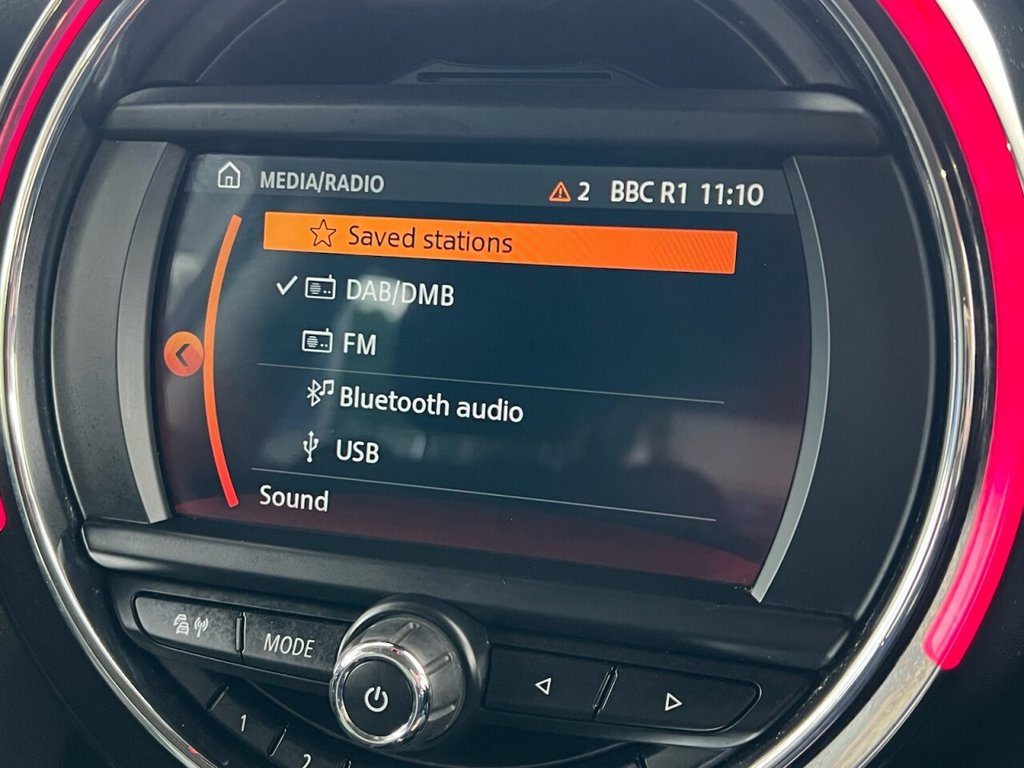 MEDIA/RADIO 2 BBC R1 11:10
Saved stations
DAB/DMB
FM
Bluetooth audio
USB
Sound
MODE
1
2